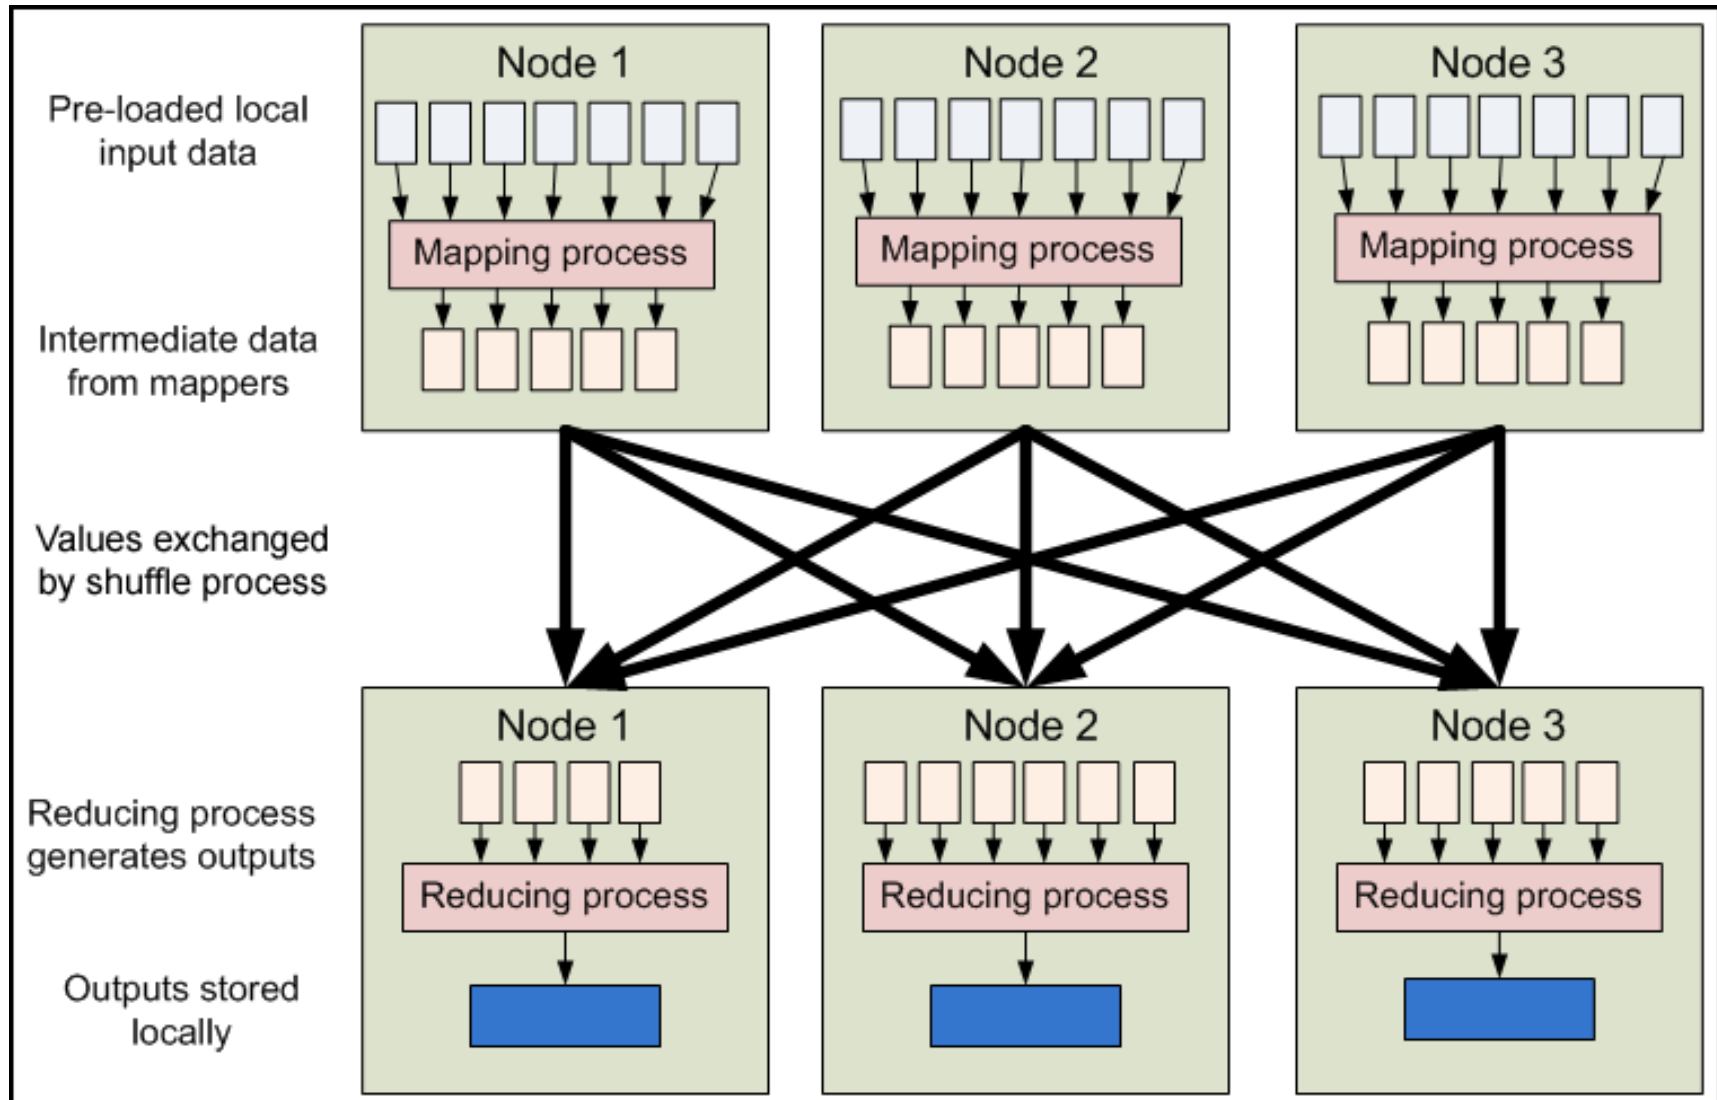 Node 1
Node 2
Node 3
Pre-loaded local
input data
Mapping process
Mapping process
Mapping process
Intermediate data
from mappers
Values exchanged
by shuffle process
Node 1
Node 2
Node 3
Reducing process
generates outputs
Reducing process
Reducing process
Reducing process
Outputs stored
locally